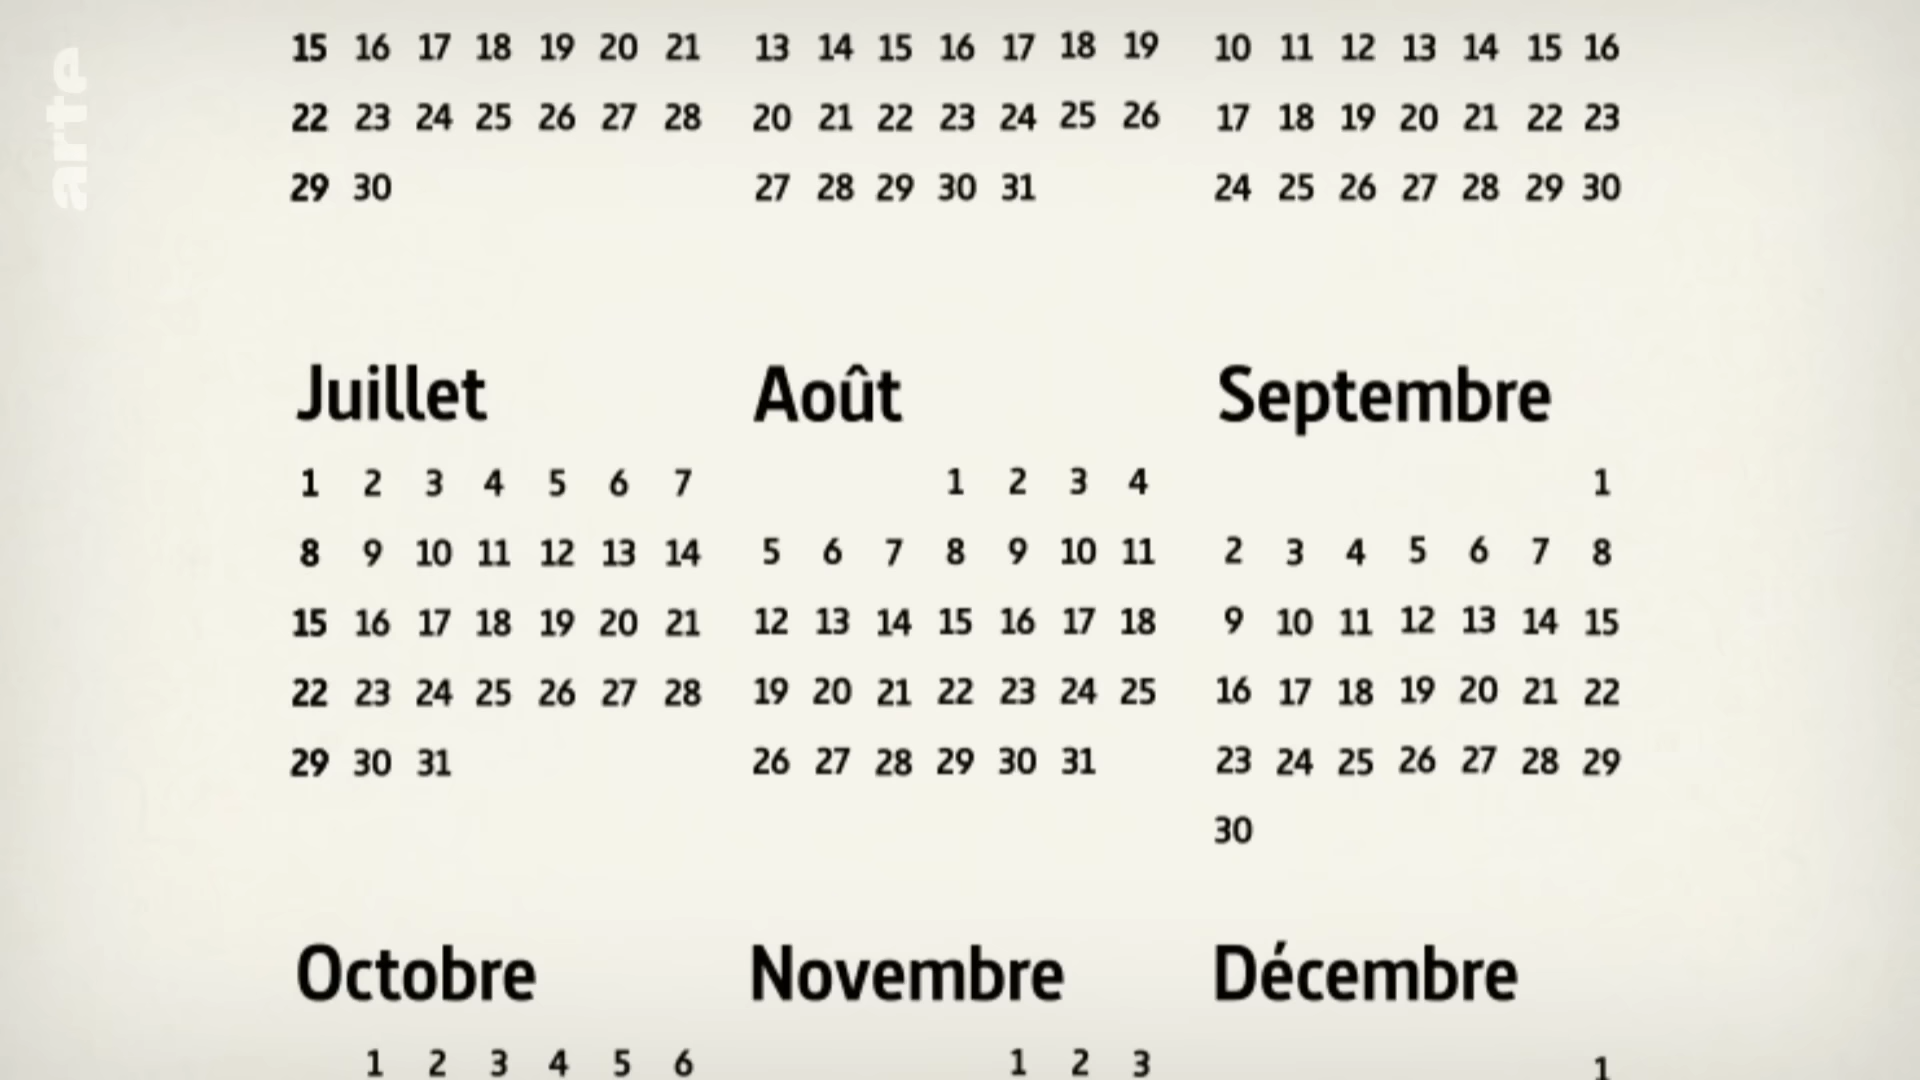 arte
15 16 17 18 19 20 21 13 14 15 16 17 18 19 10 11 12 13 14 15 16
22 23 24 25 26 27 28 20 21 22 23 24 25 26 17 18 19 20 21 22 23
29 30 27 28 29 30 31 24 25 26 27 28 29 30
Juillet Août Septembre
1 2 3 4 5 6 7 1 2 3 4 1
8 9 10 11 12 13 14 5 6 7 8 9 10 11 2 3 4 5 6 7 8
15 16 17 18 19 20 21 12 13 14 15 16 17 18 9 10 11 12 13 14 15
22 23 24 25 26 27 28 19 20 21 22 23 24 25 16 17 18 19 20 21 22
29 30 31 26 27 28 29 30 31 23 24 25 26 27 28 29
30
Octobre Novembre Décembre
1 2 3 4 5 6 1 2 3 1